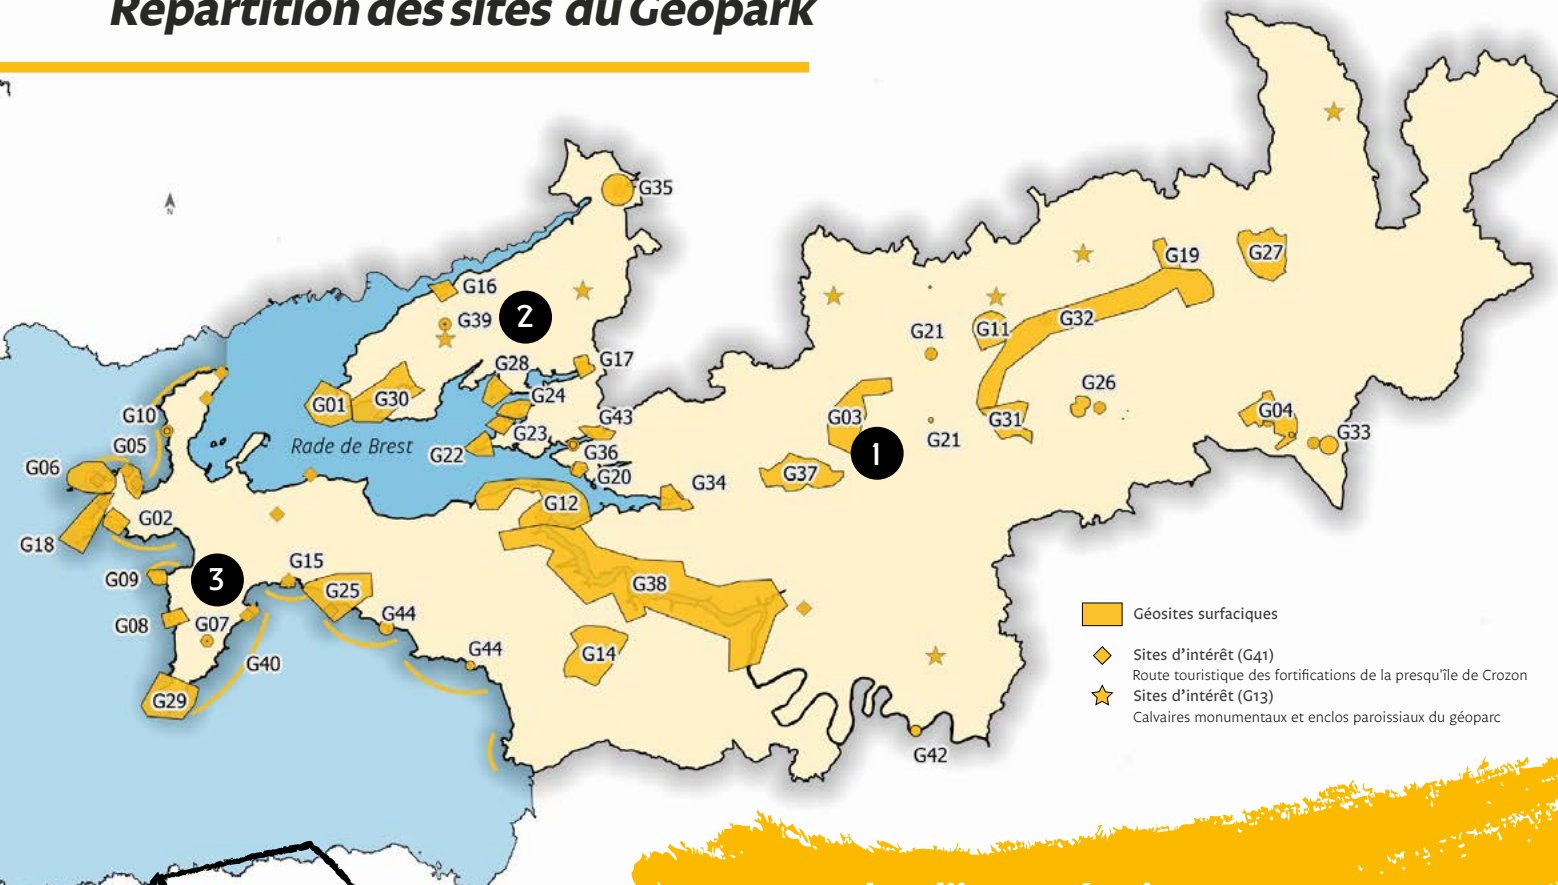 Répartition des sites du Géopark
N
G35
G16
G39
2
G19
G27
G21
G11
G32
G28
G17
G26
G01
G30
G24
G03
G31
G04
G10
G43
G33
G05
Rade de Brest
G23
G22
G36
G21
1
G06
G20
G37
G34
G12
G02
G18
G15
G09
3
G25
G38
G08
G07
G44
G14
G44
G40
G29
G42
Géosites surfaciques
Sites d'intérêt (G41)
Route touristique des fortifications de la presqu'île de Crozon
Sites d'intérêt (G13)
Calvaires monumentaux et enclos paroissiaux du géoparc